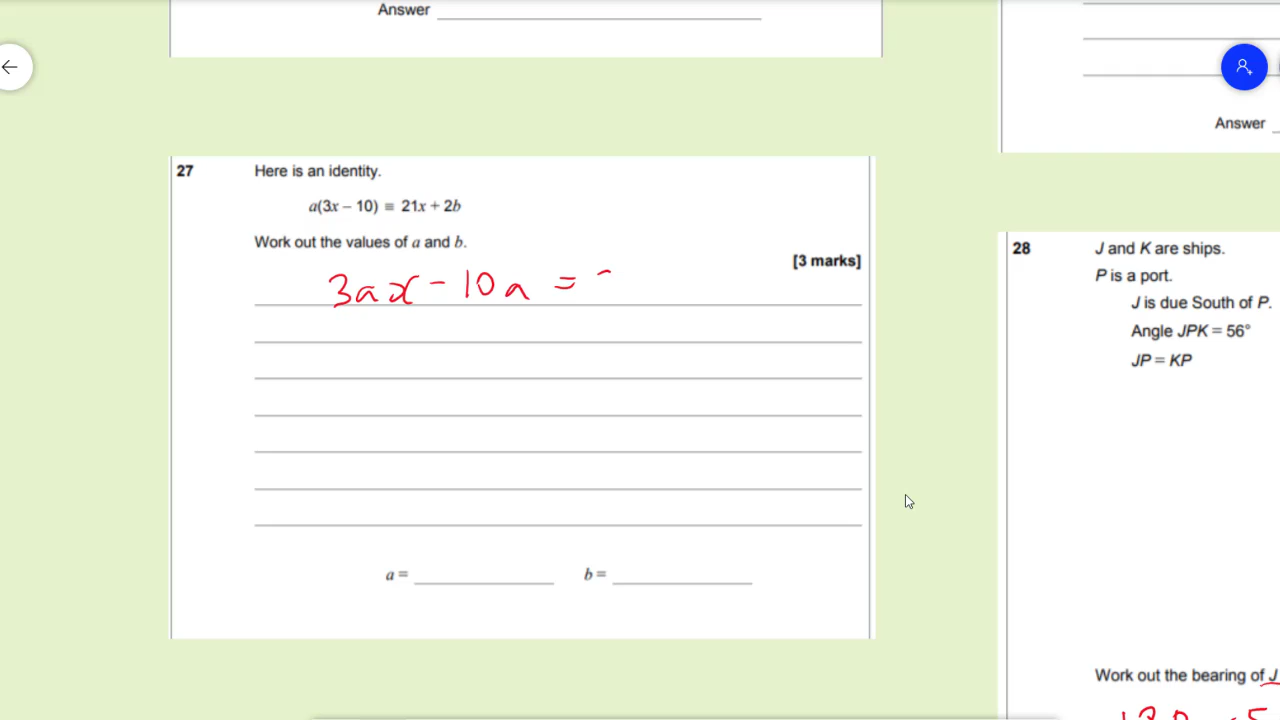 Answer
27 Here is an identity.
a(3x – 10) ≡ 21x + 2b
Work out the values of a and b.
[3 marks]
3ax - 10a =
a =
b =
Answer
28 J and K are ships.
P is a port.
J is due South of P.
Angle JPK = 56°
JP = KP
Work out the bearing of J